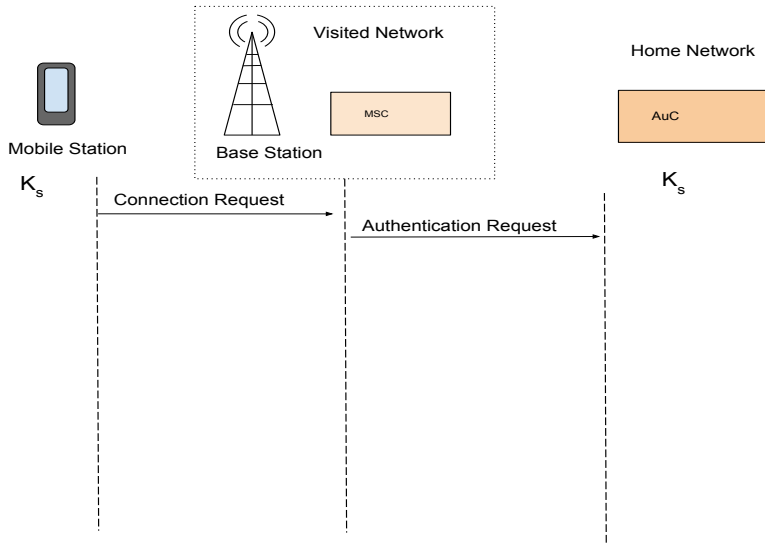 Visited Network
Home Network
MSC
AuC
Mobile Station
Base Station
Ks
Ks
Connection Request
Authentication Request